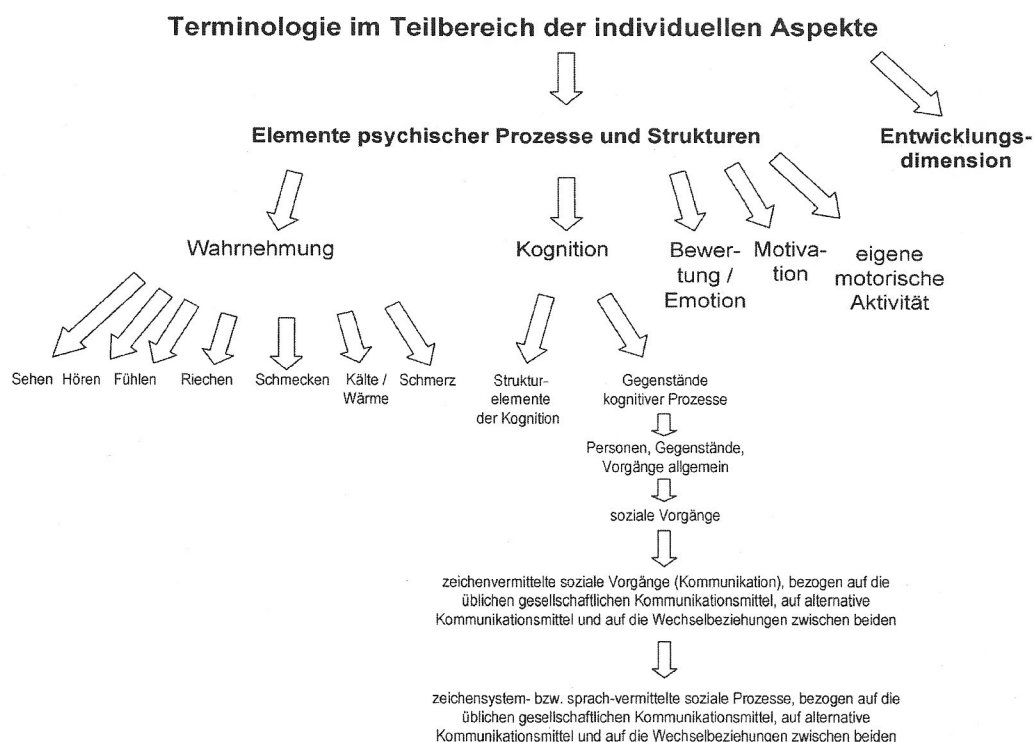 Terminologie im Teilbereich der individuellen Aspekte
Elemente psychischer Prozesse und Strukturen
Entwicklungs-
dimension
Wahrnehmung
Kognition
Bewer-
tung /
Emotion
Motiva-
tion
eigene
motorische
Aktivität
Sehen
Hören
Fühlen
Riechen
Schmecken
Kälte /
Wärme
Schmerz
Struktur-
elemente
der Kognition
Gegenstände
kognitiver Prozesse
Personen, Gegenstände,
Vorgänge allgemein
soziale Vorgänge
zeichenvermittelte soziale Vorgänge (Kommunikation), bezogen auf die
üblichen gesellschaftlichen Kommunikationsmittel, auf alternative
Kommunikationsmittel und auf die Wechselbeziehungen zwischen beiden
zeichensystem- bzw. sprach-vermittelte soziale Prozesse, bezogen auf die
üblichen gesellschaftlichen Kommunikationsmittel, auf alternative
Kommunikationsmittel und auf die Wechselbeziehungen zwischen beiden